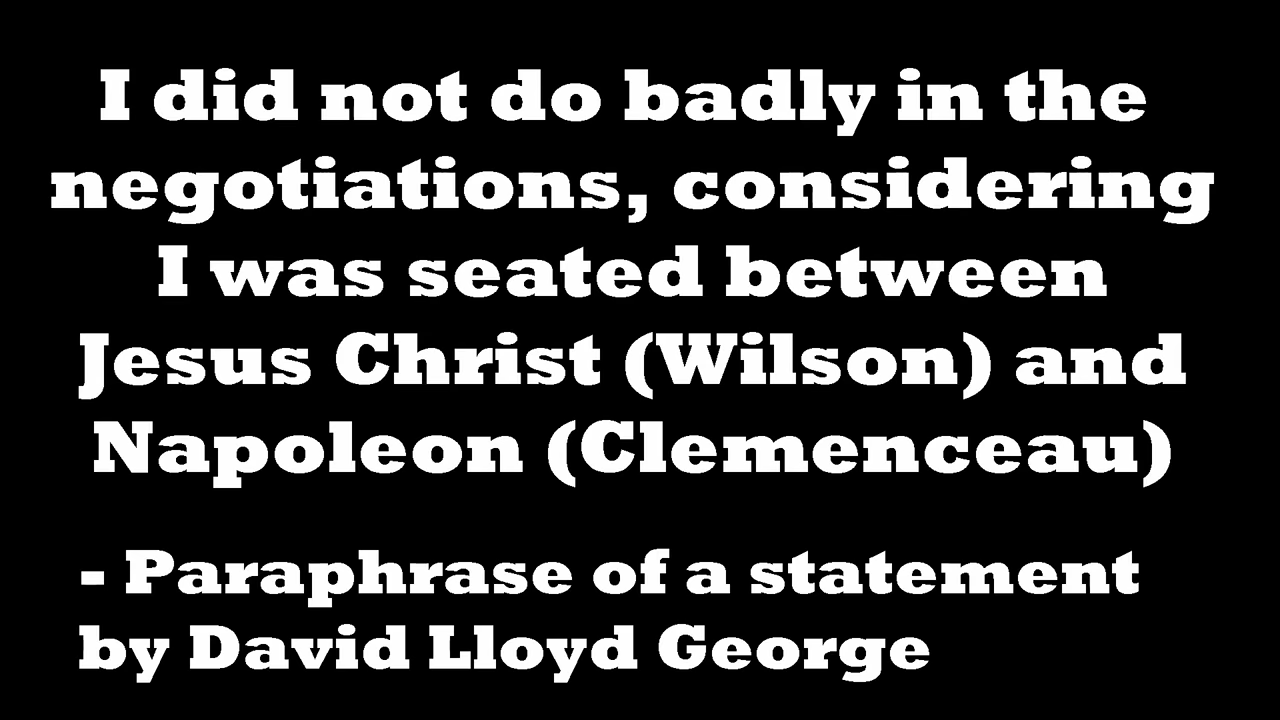 I did not do badly in the
negotiations, considering
I was seated between
Jesus Christ (Wilson) and
Napoleon (Clemenceau)
- Paraphrase of a statement
by David Lloyd George